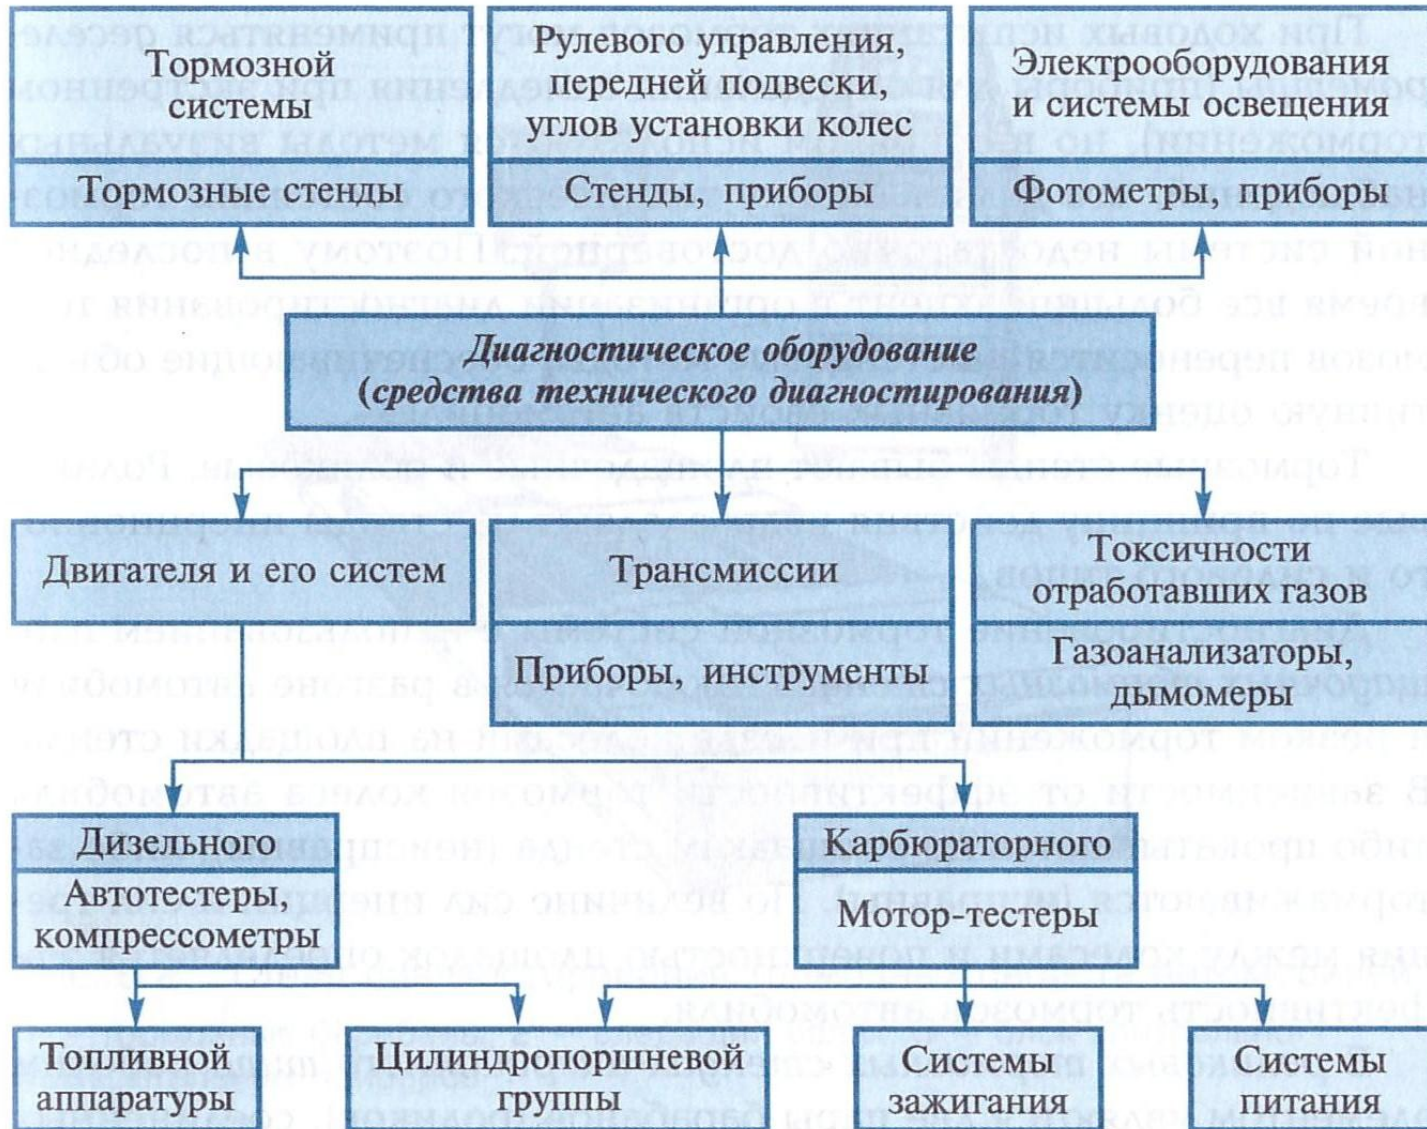 Тормозной
системы
Тормозные стенды
Рулевого управления,
передней подвески,
углов установки колес
Стенды, приборы
Электрооборудования
и системы освещения
Фотометры, приборы
Диагностическое оборудование
(средства технического диагностирования)
Двигателя и его систем
Трансмиссии
Приборы, инструменты
Токсичности
отработавших газов
Газоанализаторы,
дымомеры
Дизельного
Автотестеры,
компрессометры
Карбюраторного
Мотор-тестеры
Топливной
аппаратуры
Цилиндропоршневой
группы
Системы
зажигания
Системы
питания